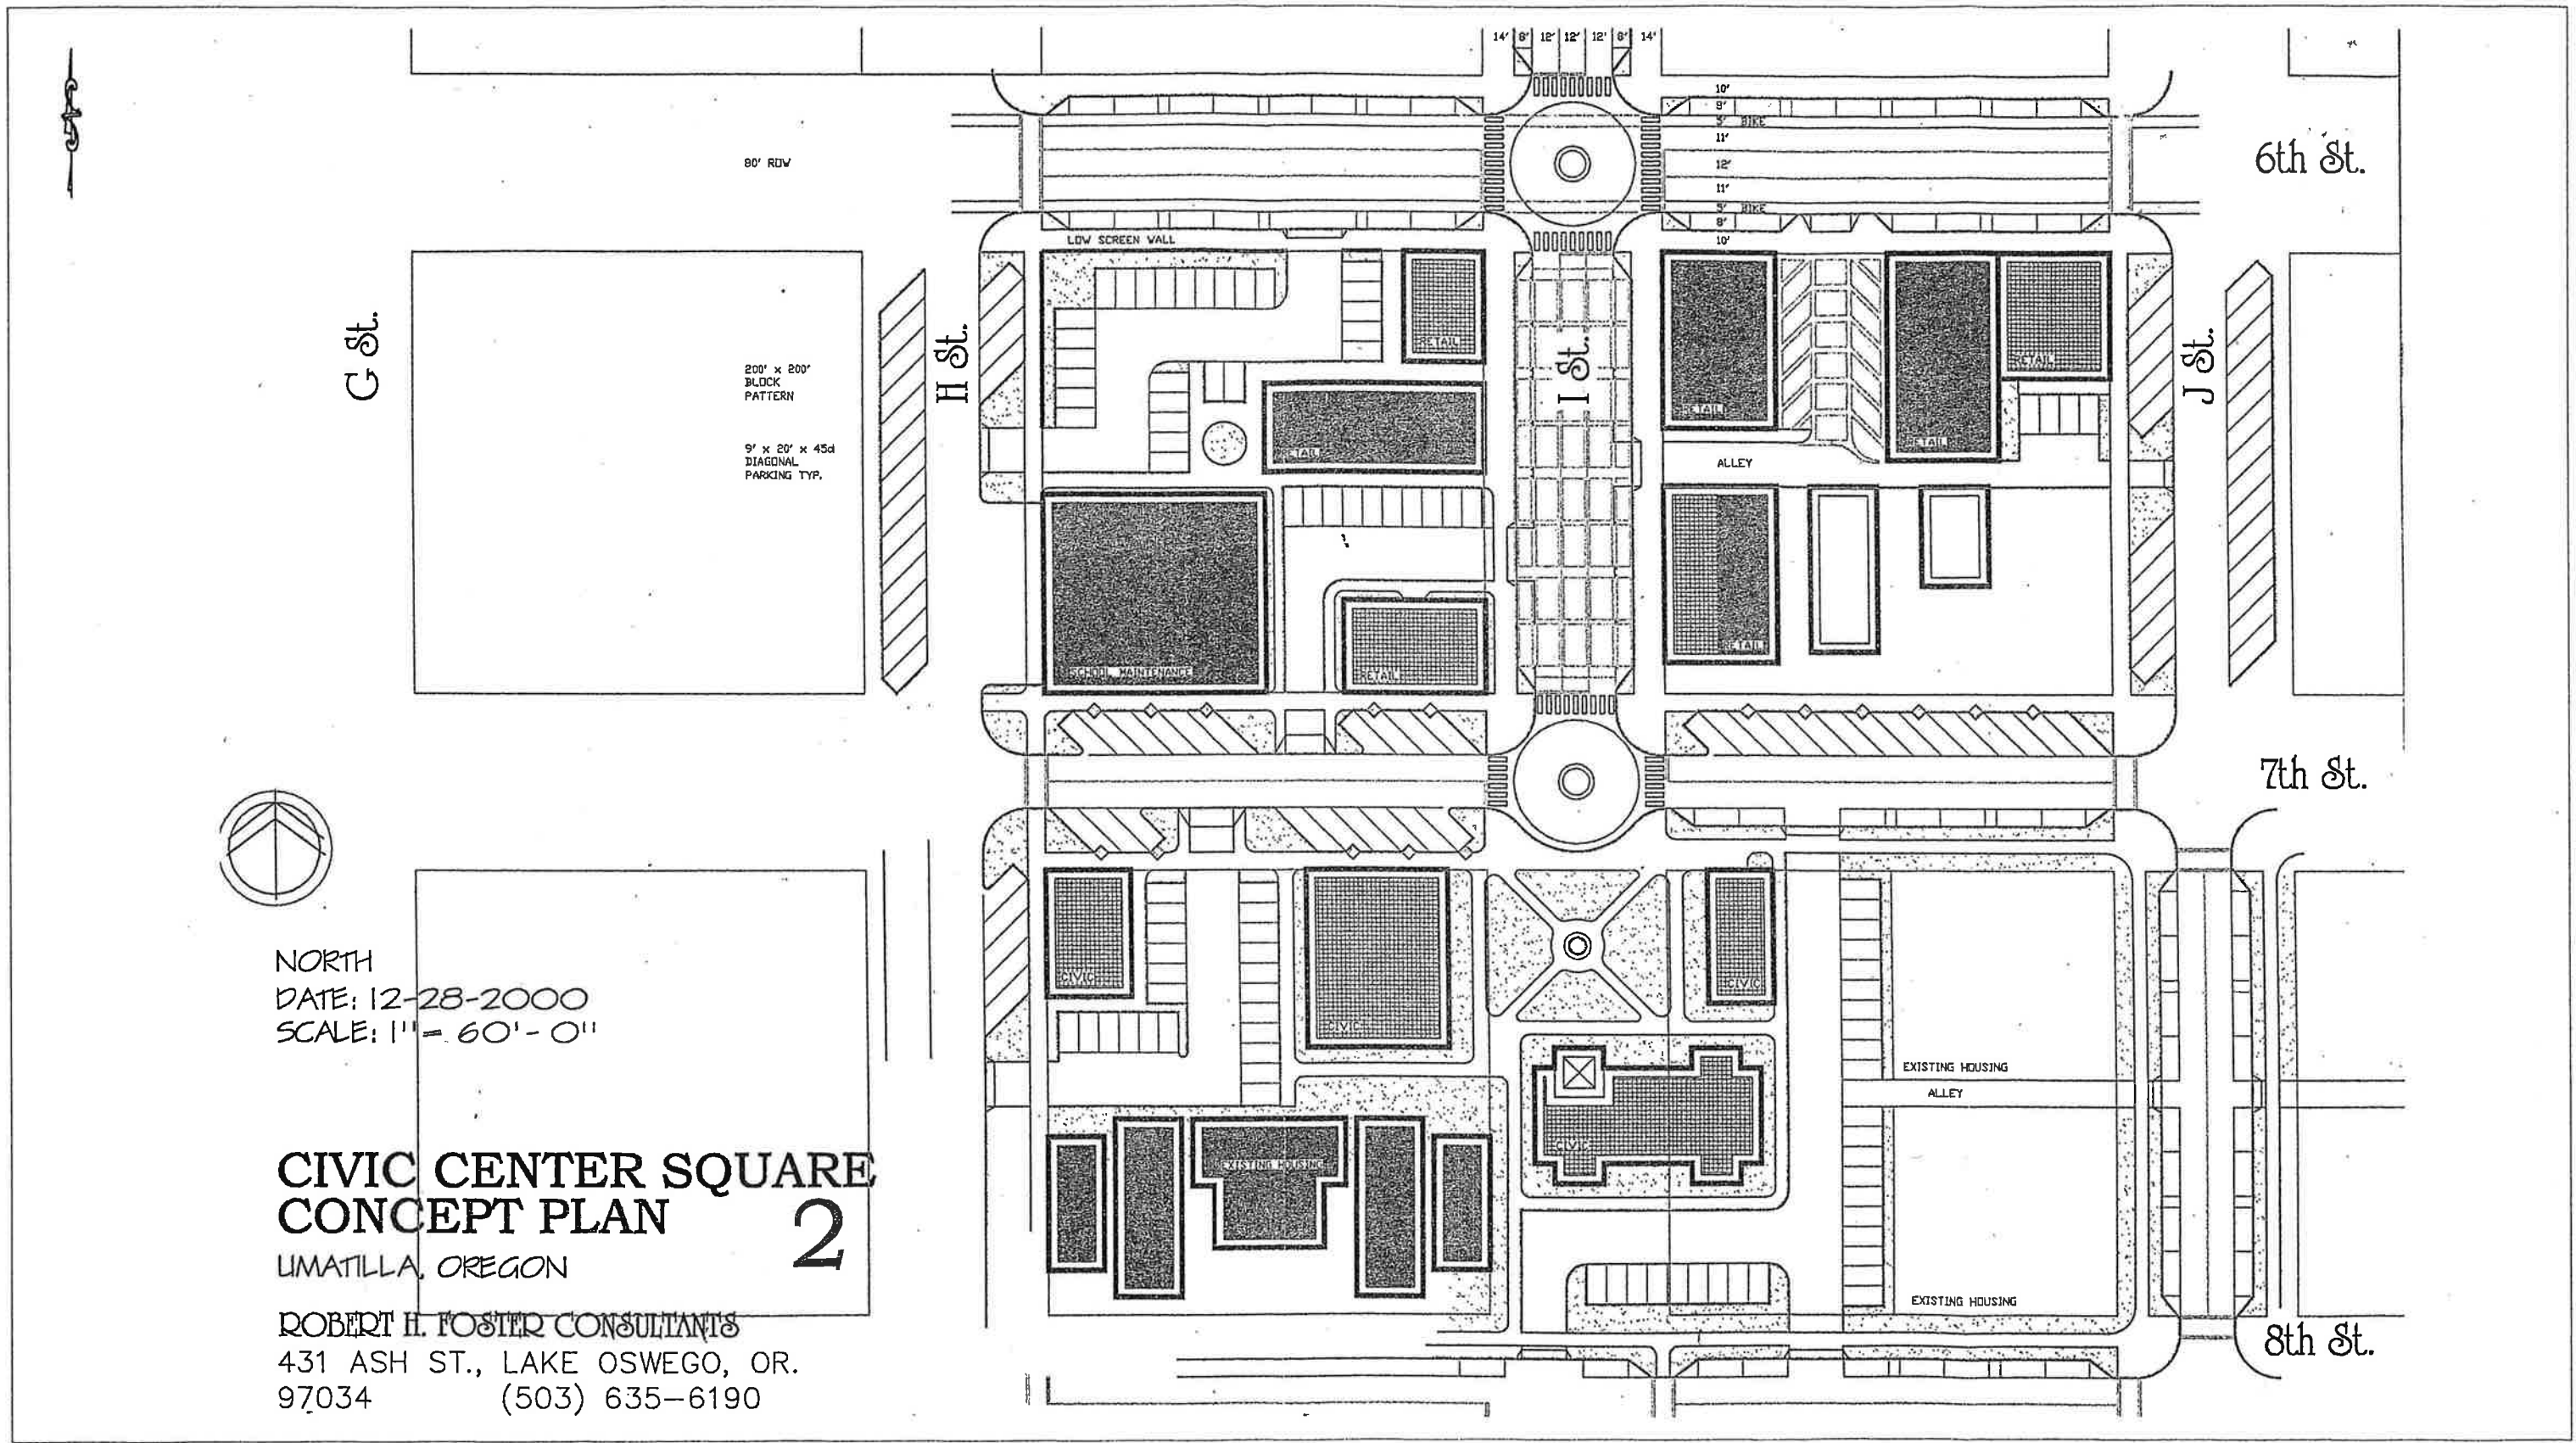 14' 8' 12' 12' 12' 8' 14'
10'
5' BIKE
11'
12'
11'
5' BIKE
8'
10'
80' ROW
6th St.
LOW SCREEN WALL
G St.
H St.
I St.
J St.
200' x 200'
BLOCK
PATTERN
9' x 20' x 45d
DIAGONAL
PARKING TYP.
RETAIL
RETAIL
RETAIL
RETAIL
RETAIL
ALLEY
SCHOOL MAINTENANCE
RETAIL
RETAIL
7th St.
NORTH
DATE: 12-28-2000
SCALE: 1" = 60'-0"
CIVIC
CIVIC
CIVIC
CIVIC
EXISTING HOUSING
ALLEY
EXISTING HOUSING
EXISTING HOUSING
8th St.
CIVIC CENTER SQUARE
CONCEPT PLAN 2
UMATILLA, OREGON
ROBERT H. FOSTER CONSULTANTS
431 ASH ST., LAKE OSWEGO, OR.
97034 (503) 635-6190